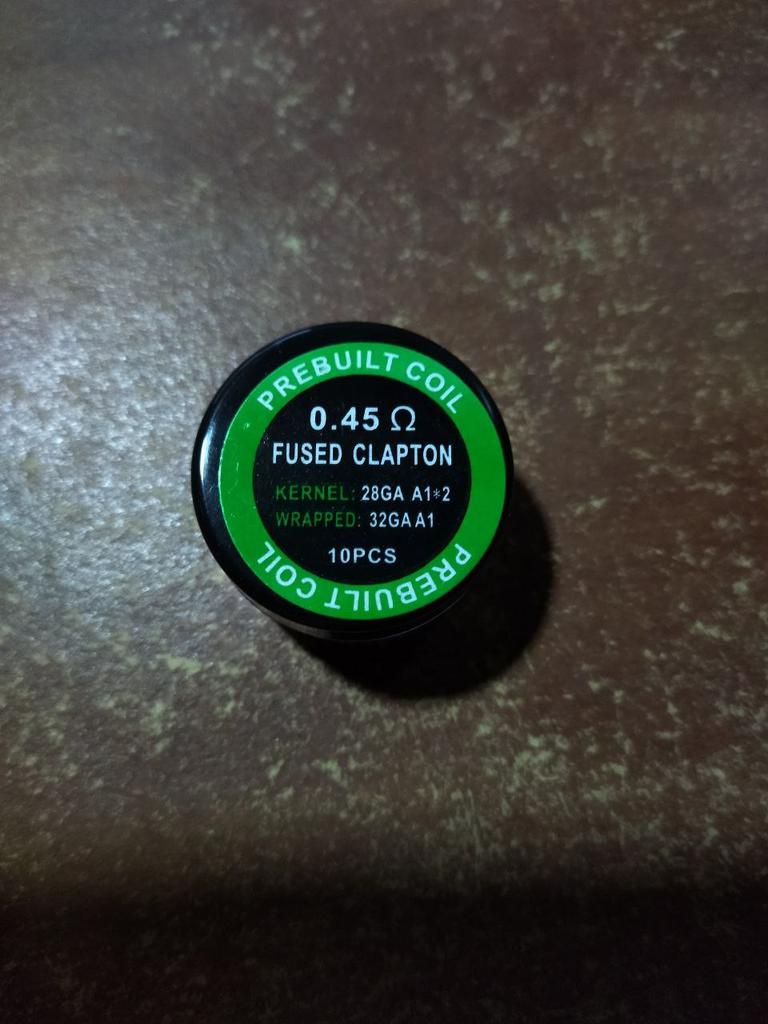 PREBUILT COIL
0.45 Ω
FUSED CLAPTON
KERNEL: 28GA A1*2
WRAPPED: 32GA A1
10PCS
PREBUILT COIL